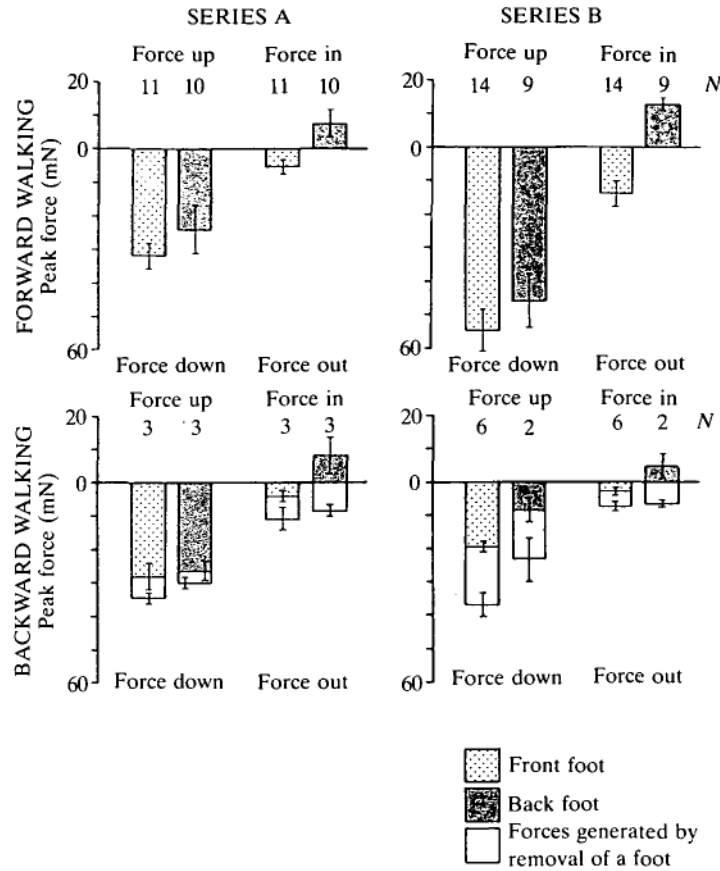 SERIES A SERIES B
Force up Force in Force up Force in
20 11 10 11 10 14 9 14 9 N
0 0
FORWARD WALKING
Peak force (mN)
60 60
Force down Force out Force down Force out
Force up Force in Force up Force in
20 3 3 3 3 20 6 2 6 2 N
0 0
BACKWARD WALKING
Peak force (mN)
60 60
Force down Force out Force down Force out
Front foot
Back foot
Forces generated by
removal of a foot